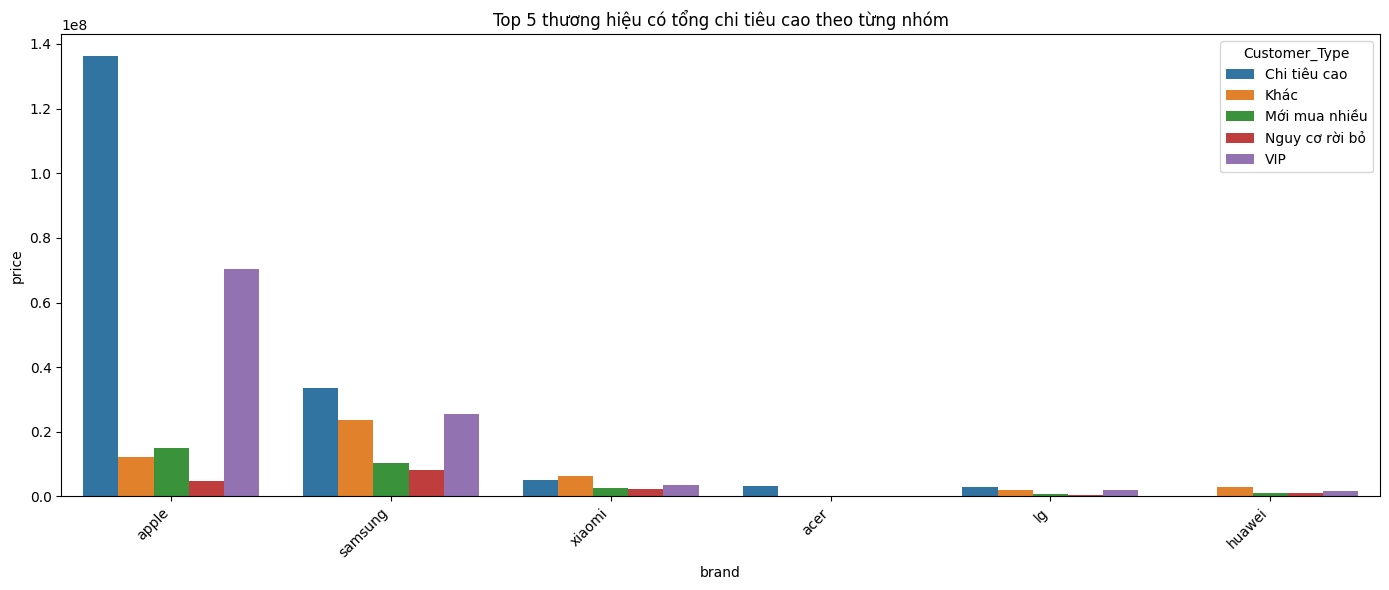 Top 5 thương hiệu có tổng chi tiêu cao theo từng nhóm
1e8
1.4
1.2
1.0
0.8
0.6
0.4
0.2
0.0
price
Customer_Type
Chi tiêu cao
Khác
Mới mua nhiều
Nguy cơ rời bỏ
VIP
apple
samsung
xiaomi
acer
lg
huawei
brand